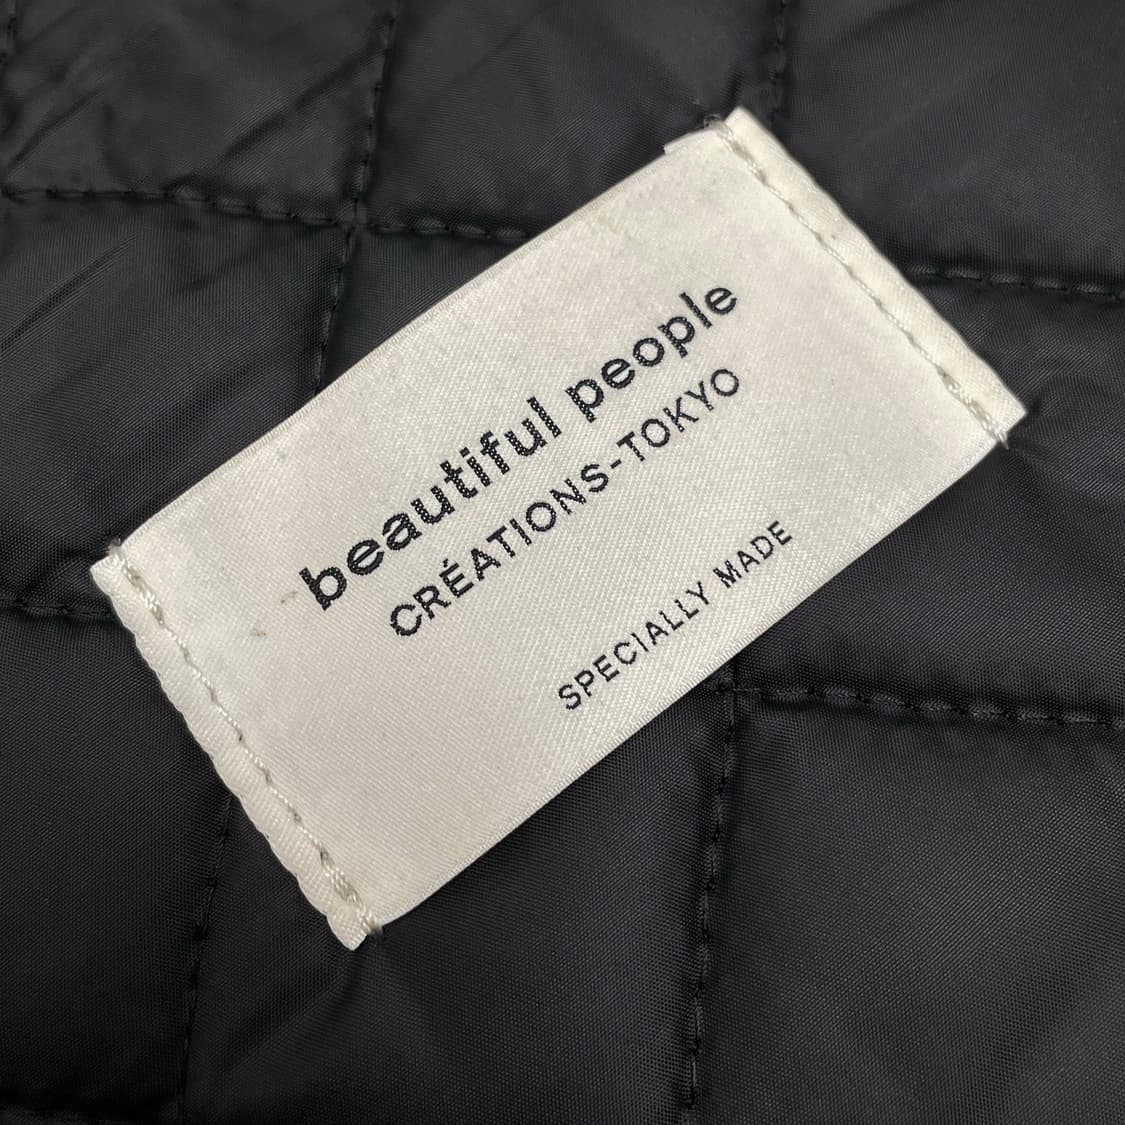 beautiful people
CRÉATIONS-TOKYO
SPECIALLY MADE